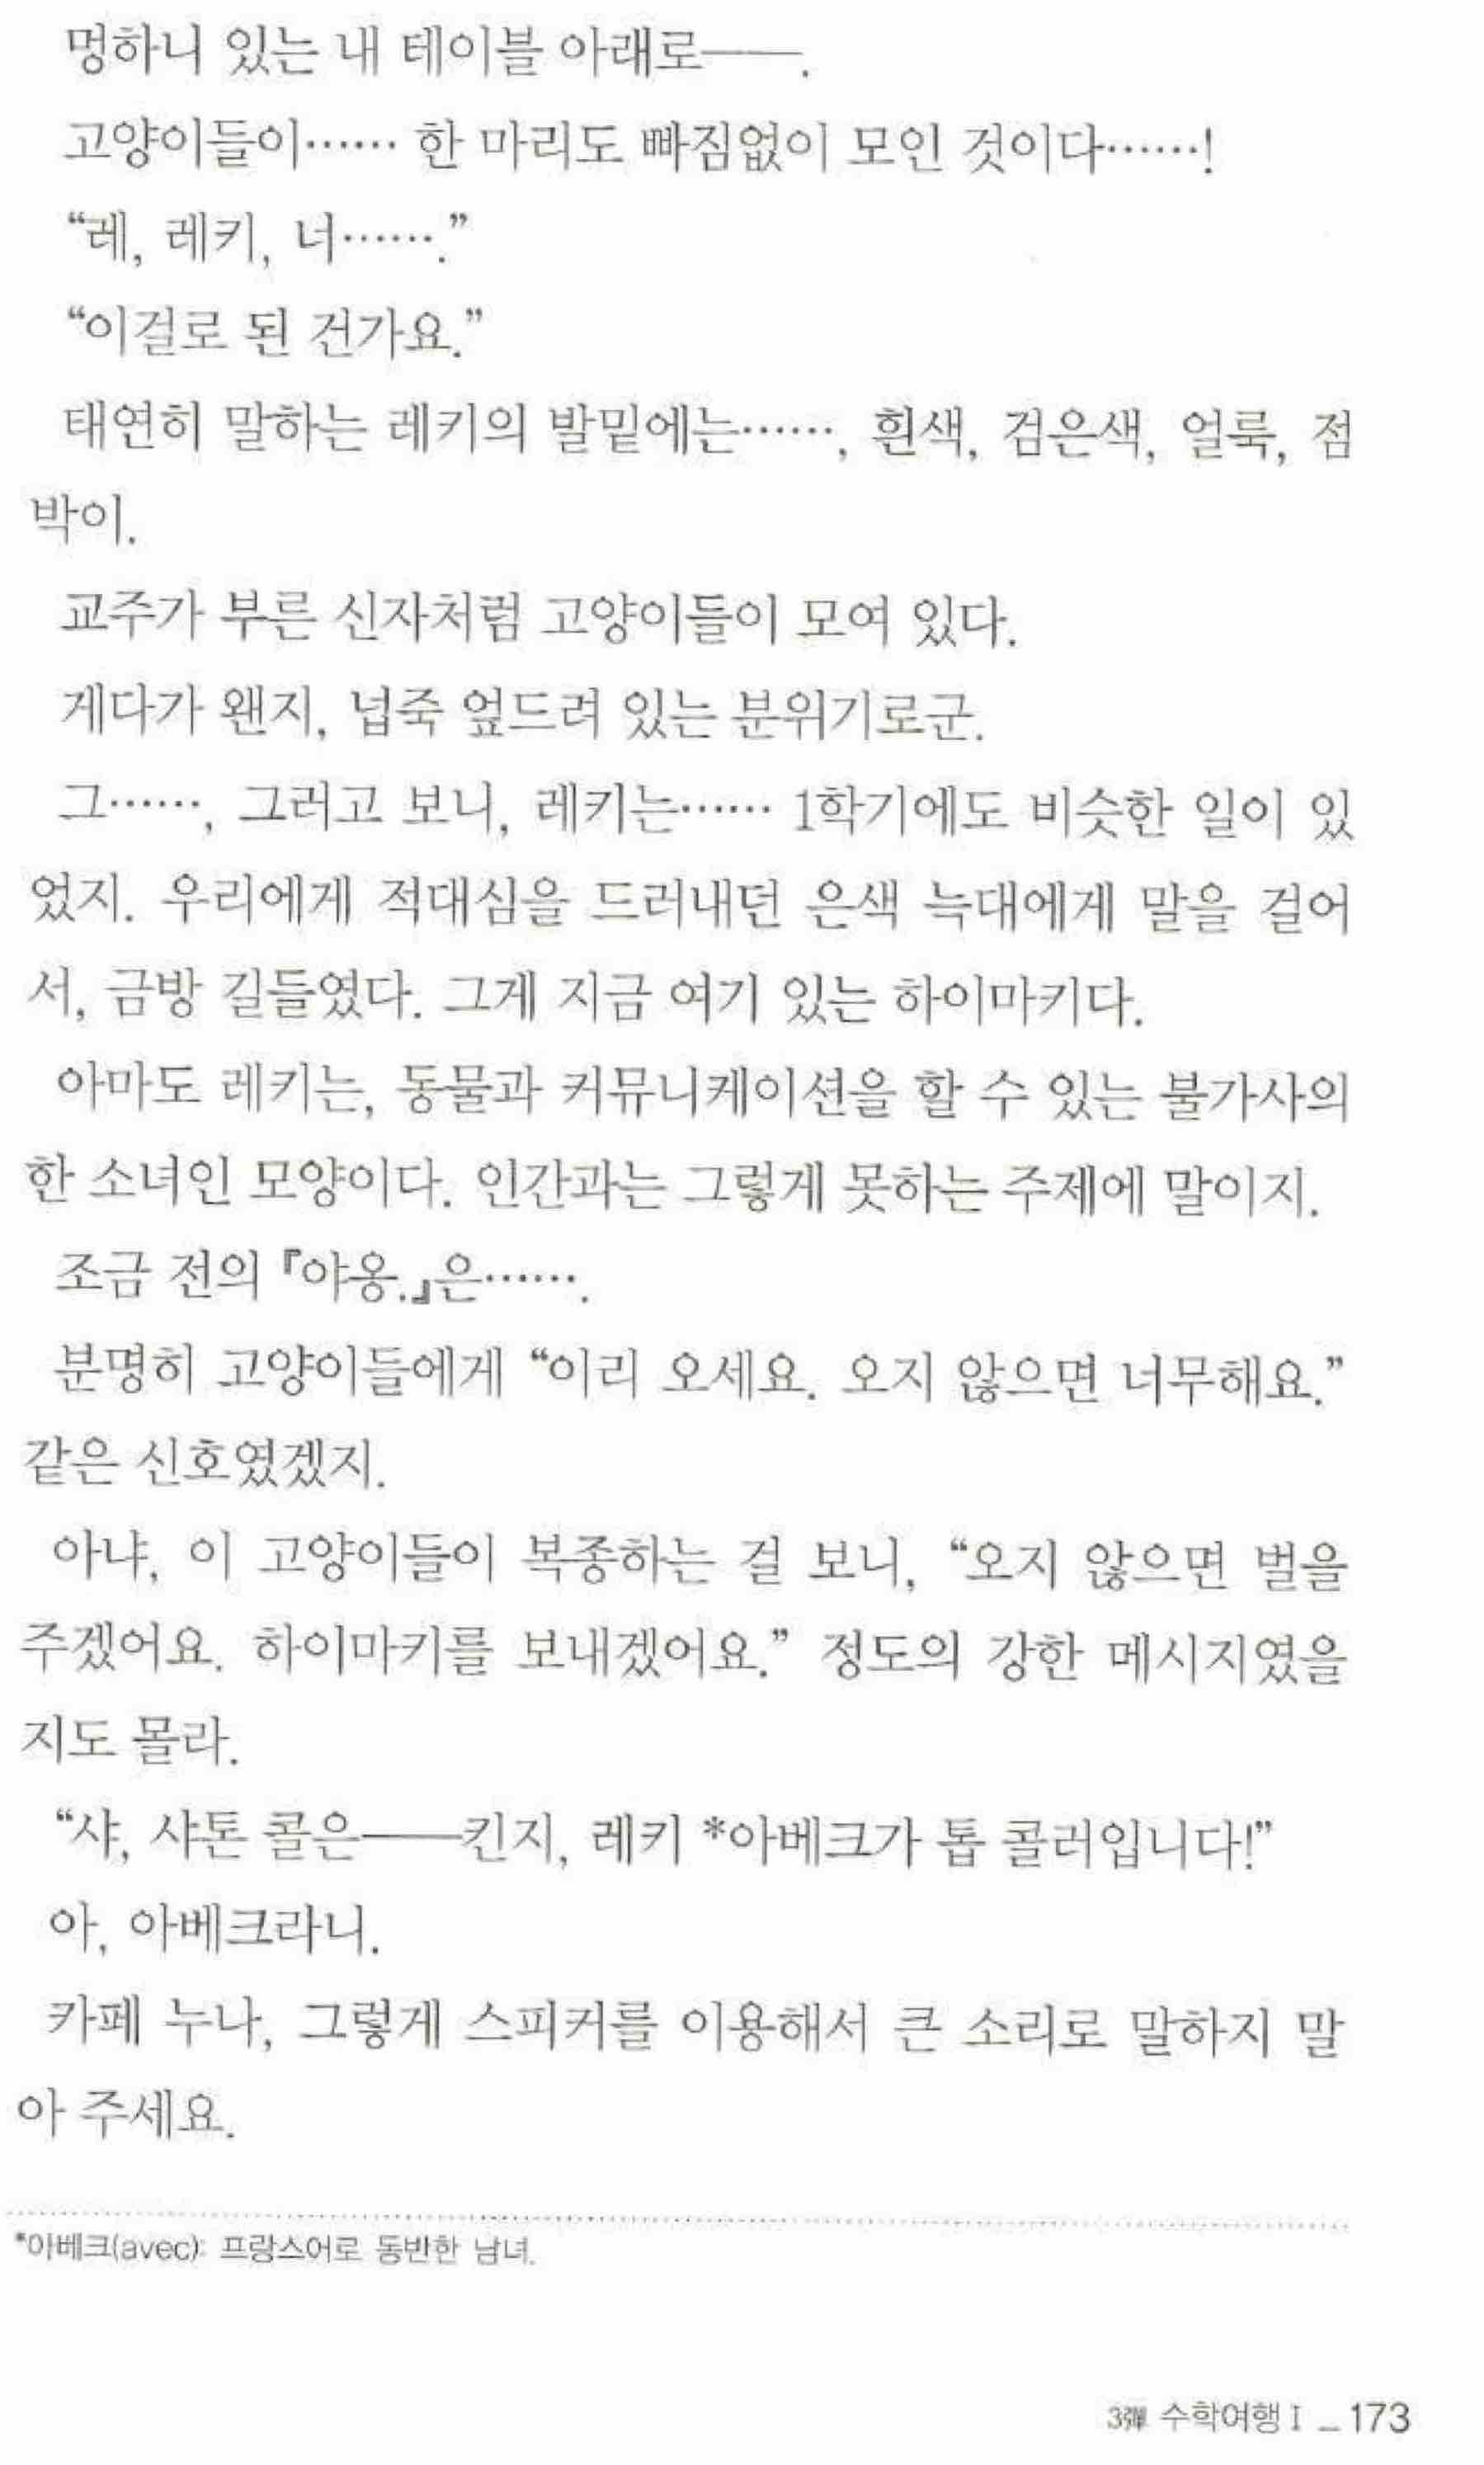 멍하니 있는 내 테이블 아래로──.
고양이들이…… 한 마리도 빠짐없이 모인 것이다……!
“레, 레키, 너…….”
“이걸로 된 건가요.”
태연히 말하는 레키의 발밑에는……, 흰색, 검은색, 얼룩, 점
박이.
교주가 부른 신자처럼 고양이들이 모여 있다.
게다가 왠지, 넙죽 엎드려 있는 분위기로군.
그……, 그러고 보니, 레키는…… 1학기에도 비슷한 일이 있
었지. 우리에게 적대심을 드러내던 은색 늑대에게 말을 걸어
서, 금방 길들였다. 그게 지금 여기 있는 하이마키다.
아마도 레키는, 동물과 커뮤니케이션을 할 수 있는 불가사의
한 소녀인 모양이다. 인간과는 그렇게 못하는 주제에 말이지.
조금 전의 『야옹.』은…….
분명히 고양이들에게 “이리 오세요. 오지 않으면 너무해요.”
같은 신호였겠지.
아냐, 이 고양이들이 복종하는 걸 보니, “오지 않으면 벌을
주겠어요. 하이마키를 보내겠어요.” 정도의 강한 메시지였을
지도 몰라.
“샤, 샤톤 콜은──킨지, 레키 *아베크가 톱 콜러입니다!”
아, 아베크라니.
카페 누나, 그렇게 스피커를 이용해서 큰 소리로 말하지 말
아 주세요.
*아베크(avec): 프랑스어로 동반한 남녀.
3彈 수학여행 I _ 173